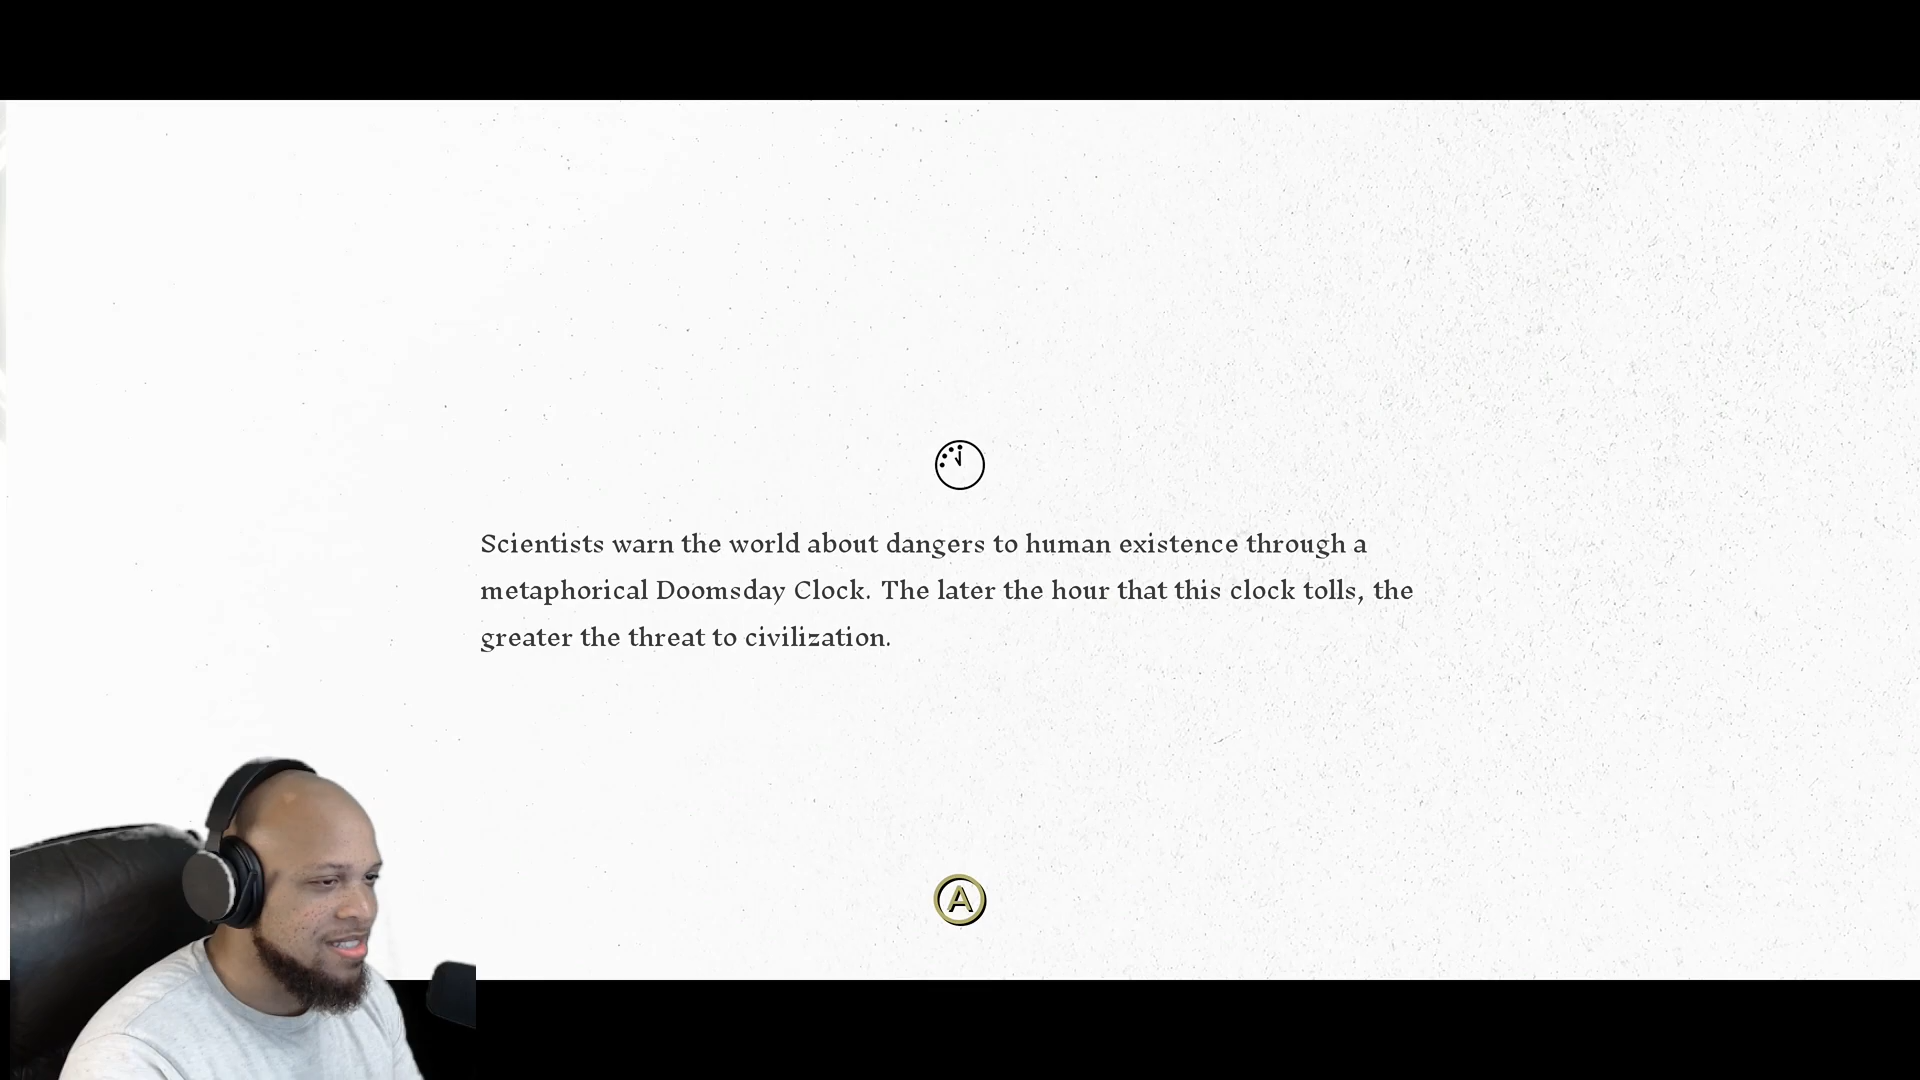 Scientists warn the world about dangers to human existence through a
metaphorical Doomsday Clock. The later the hour that this clock tolls, the
greater the threat to civilization.
A